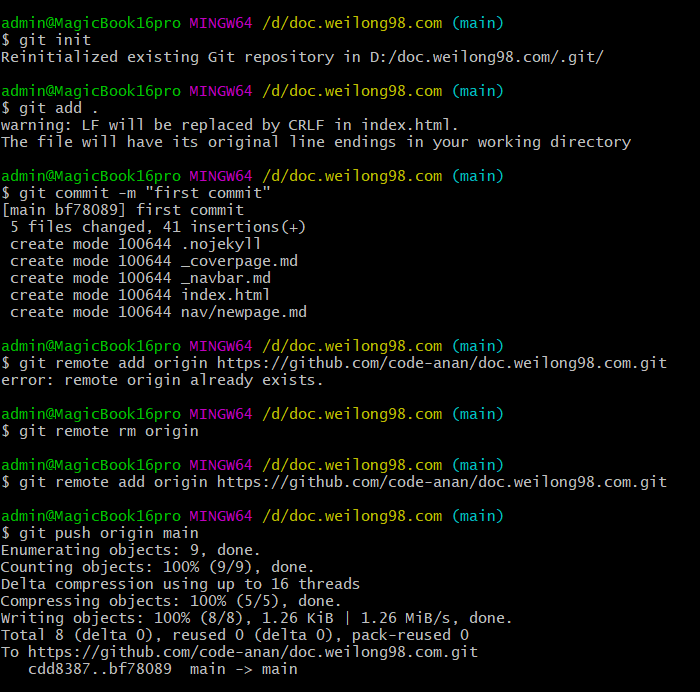 admin@MagicBook16pro MINGW64 /d/doc.weilong98.com (main)
$ git init
Reinitialized existing Git repository in D:/doc.weilong98.com/.git/

admin@MagicBook16pro MINGW64 /d/doc.weilong98.com (main)
$ git add .
warning: LF will be replaced by CRLF in index.html.
The file will have its original line endings in your working directory

admin@MagicBook16pro MINGW64 /d/doc.weilong98.com (main)
$ git commit -m "first commit"
[main bf78089] first commit
 5 files changed, 41 insertions(+)
 create mode 100644 .nojekyll
 create mode 100644 _coverpage.md
 create mode 100644 _navbar.md
 create mode 100644 index.html
 create mode 100644 nav/newpage.md

admin@MagicBook16pro MINGW64 /d/doc.weilong98.com (main)
$ git remote add origin https://github.com/code-anan/doc.weilong98.com.git
error: remote origin already exists.

admin@MagicBook16pro MINGW64 /d/doc.weilong98.com (main)
$ git remote rm origin

admin@MagicBook16pro MINGW64 /d/doc.weilong98.com (main)
$ git remote add origin https://github.com/code-anan/doc.weilong98.com.git

admin@MagicBook16pro MINGW64 /d/doc.weilong98.com (main)
$ git push origin main
Enumerating objects: 9, done.
Counting objects: 100% (9/9), done.
Delta compression using up to 16 threads
Compressing objects: 100% (5/5), done.
Writing objects: 100% (8/8), 1.26 KiB | 1.26 MiB/s, done.
Total 8 (delta 0), reused 0 (delta 0), pack-reused 0
To https://github.com/code-anan/doc.weilong98.com.git
   cdd8387..bf78089  main -> main